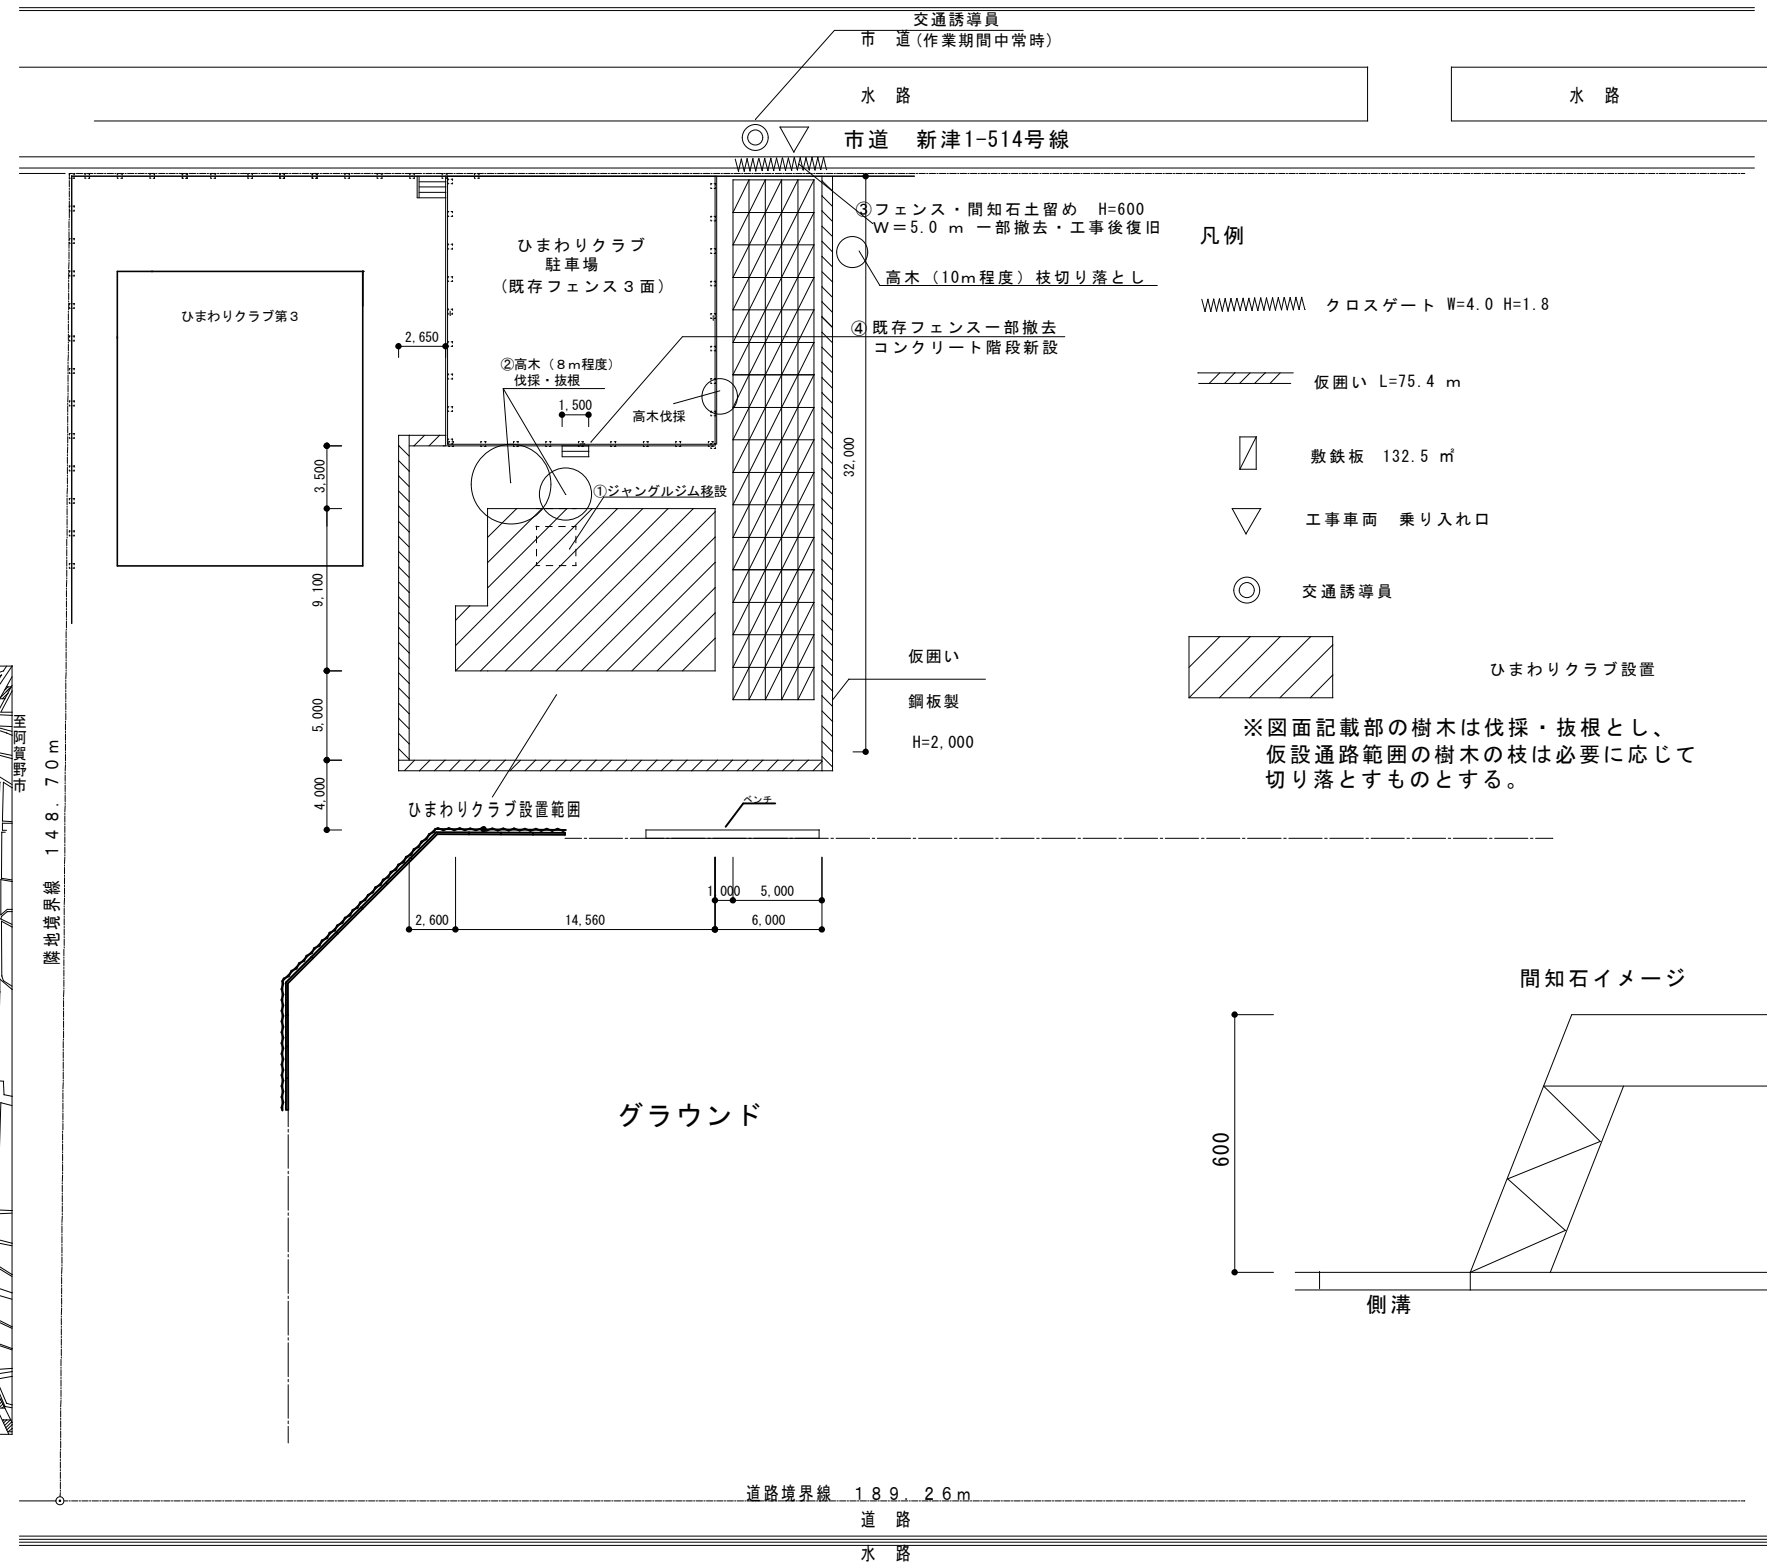 交通誘導員
市　道(作業期間中常時)
水　路
水　路
市道　新津1-514号線
③フェンス・間知石土留め　H=600
W＝5.0 m 一部撤去・工事後復旧
高木（10m程度）枝切り落とし
④既存フェンス一部撤去
コンクリート階段新設
ひまわりクラブ
駐車場
(既存フェンス３面)
ひまわりクラブ第３
2,650
②高木（８ｍ程度）
伐採・抜根
1,500
高木伐採
①ジャングルジム移設
32,000
3,500
9,100
5,000
4,000
仮囲い
鋼板製
H=2,000
ひまわりクラブ設置範囲
ベンチ
1,000
5,000
2,600
14,560
6,000
至阿賀野市
隣地境界線　１４８．７０ｍ
グラウンド
凡例
クロスゲート W=4.0 H=1.8
仮囲い L=75.4 m
敷鉄板　132.5 ㎡
工事車両　乗り入れ口
交通誘導員
ひまわりクラブ設置
※図面記載部の樹木は伐採・抜根とし、
仮設通路範囲の樹木の枝は必要に応じて
切り落とすものとする。
間知石イメージ
600
側溝
道路境界線　１８９．２６ｍ
道　路
水　路